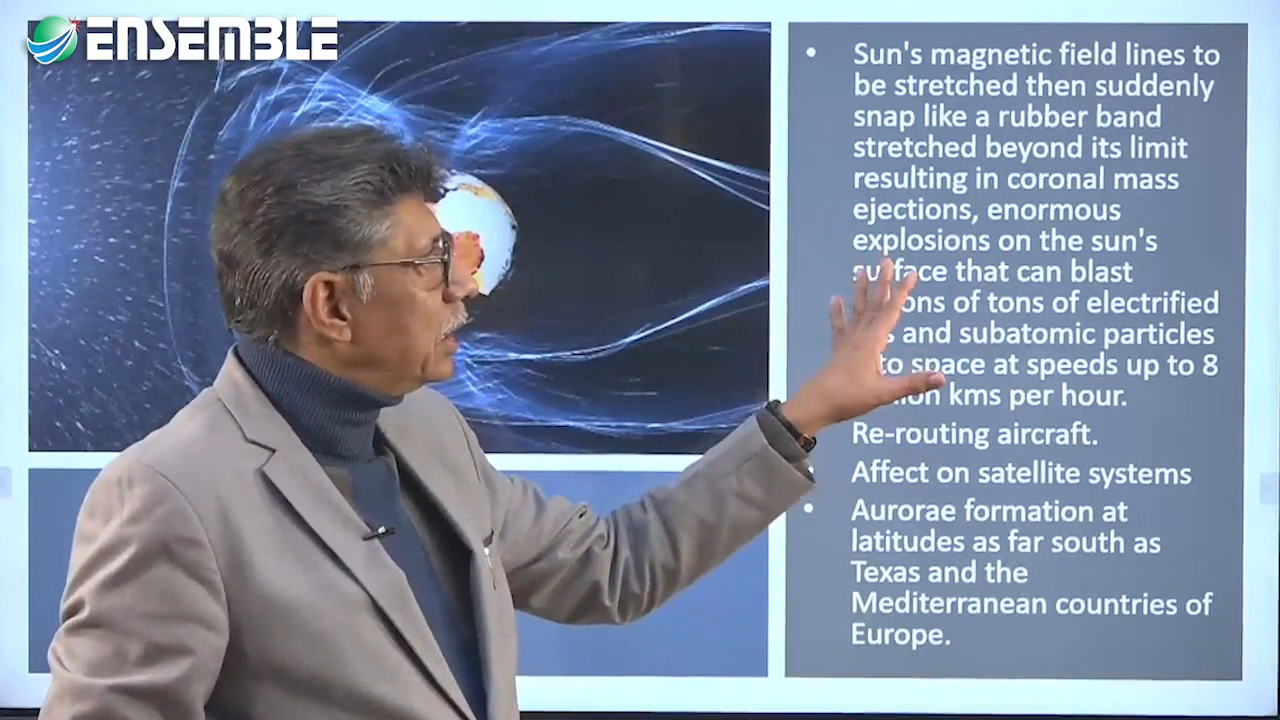 ENSEMBLE
• Sun's magnetic field lines to
be stretched then suddenly
snap like a rubber band
stretched beyond its limit
resulting in coronal mass
ejections, enormous
explosions on the sun's
surface that can blast
of tons of electrified
and subatomic particles
space at speeds up to 8
kms per hour.
Re-routing aircraft.
Affect on satellite systems
• Aurorae formation at
latitudes as far south as
Texas and the
Mediterranean countries of
Europe.